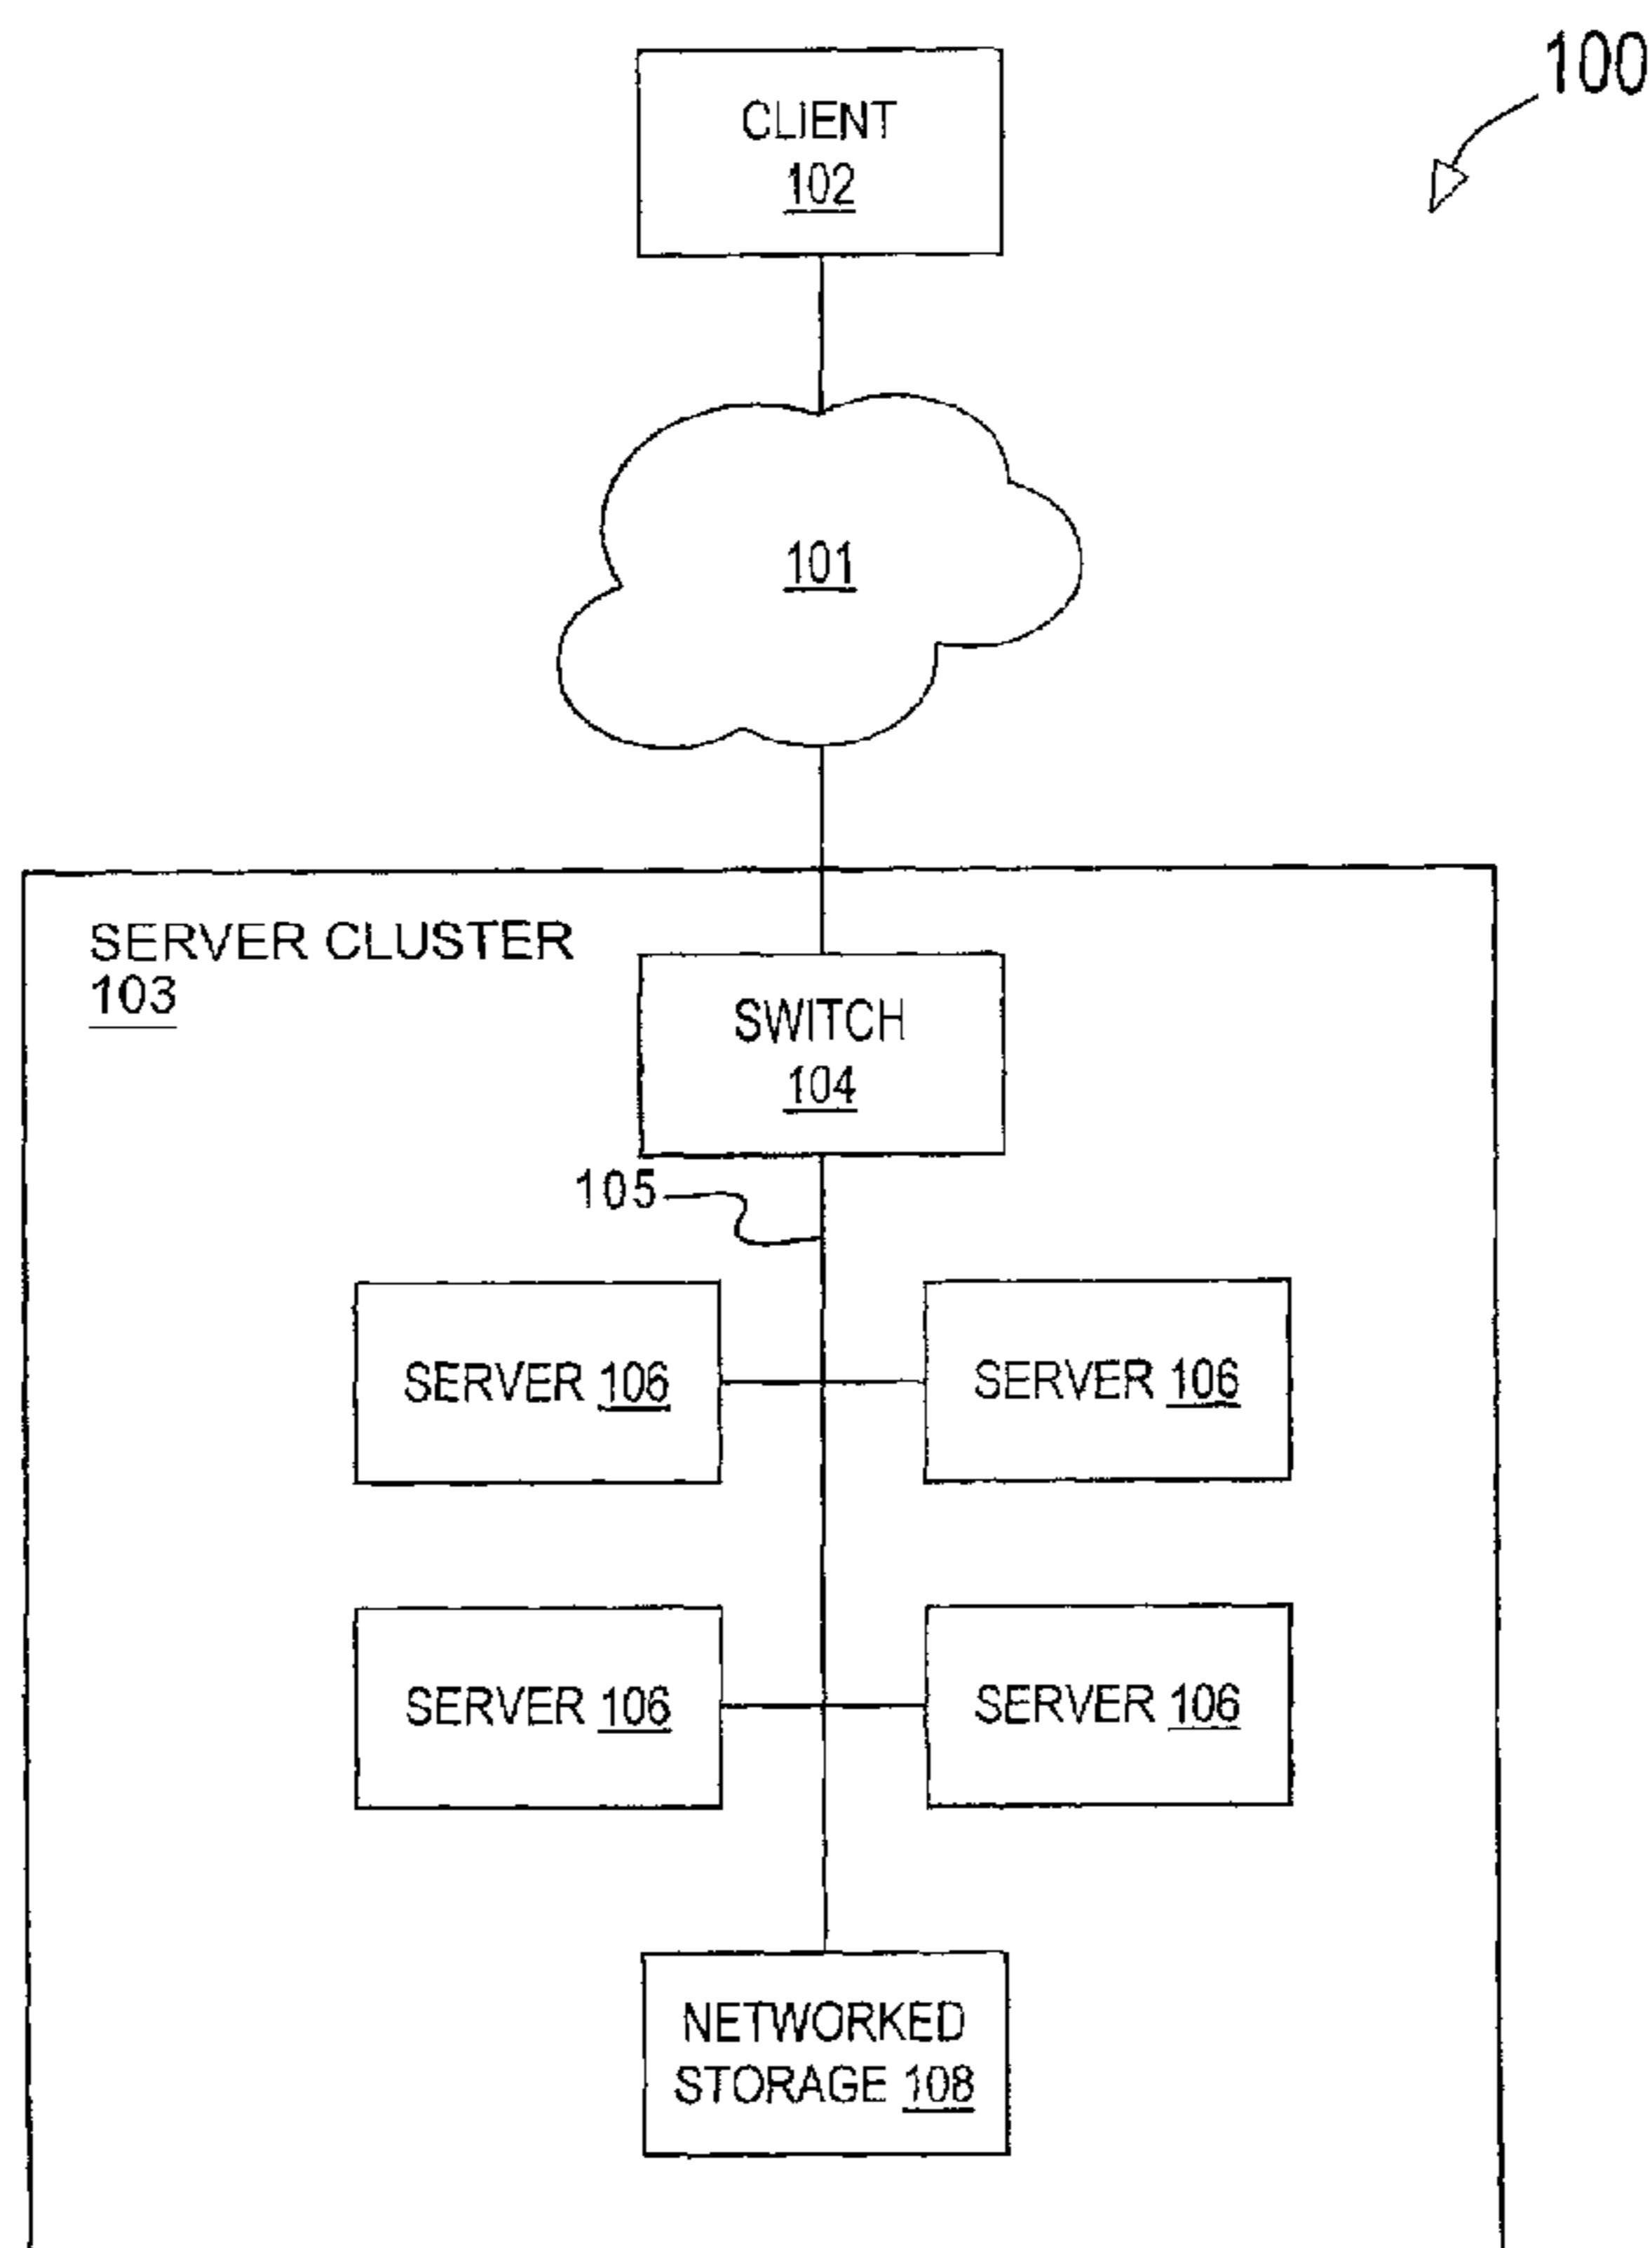 100
CLIENT
102
101
SERVER CLUSTER
103
SWITCH
104
105
SERVER 106
SERVER 106
SERVER 106
SERVER 106
NETWORKED
STORAGE 108